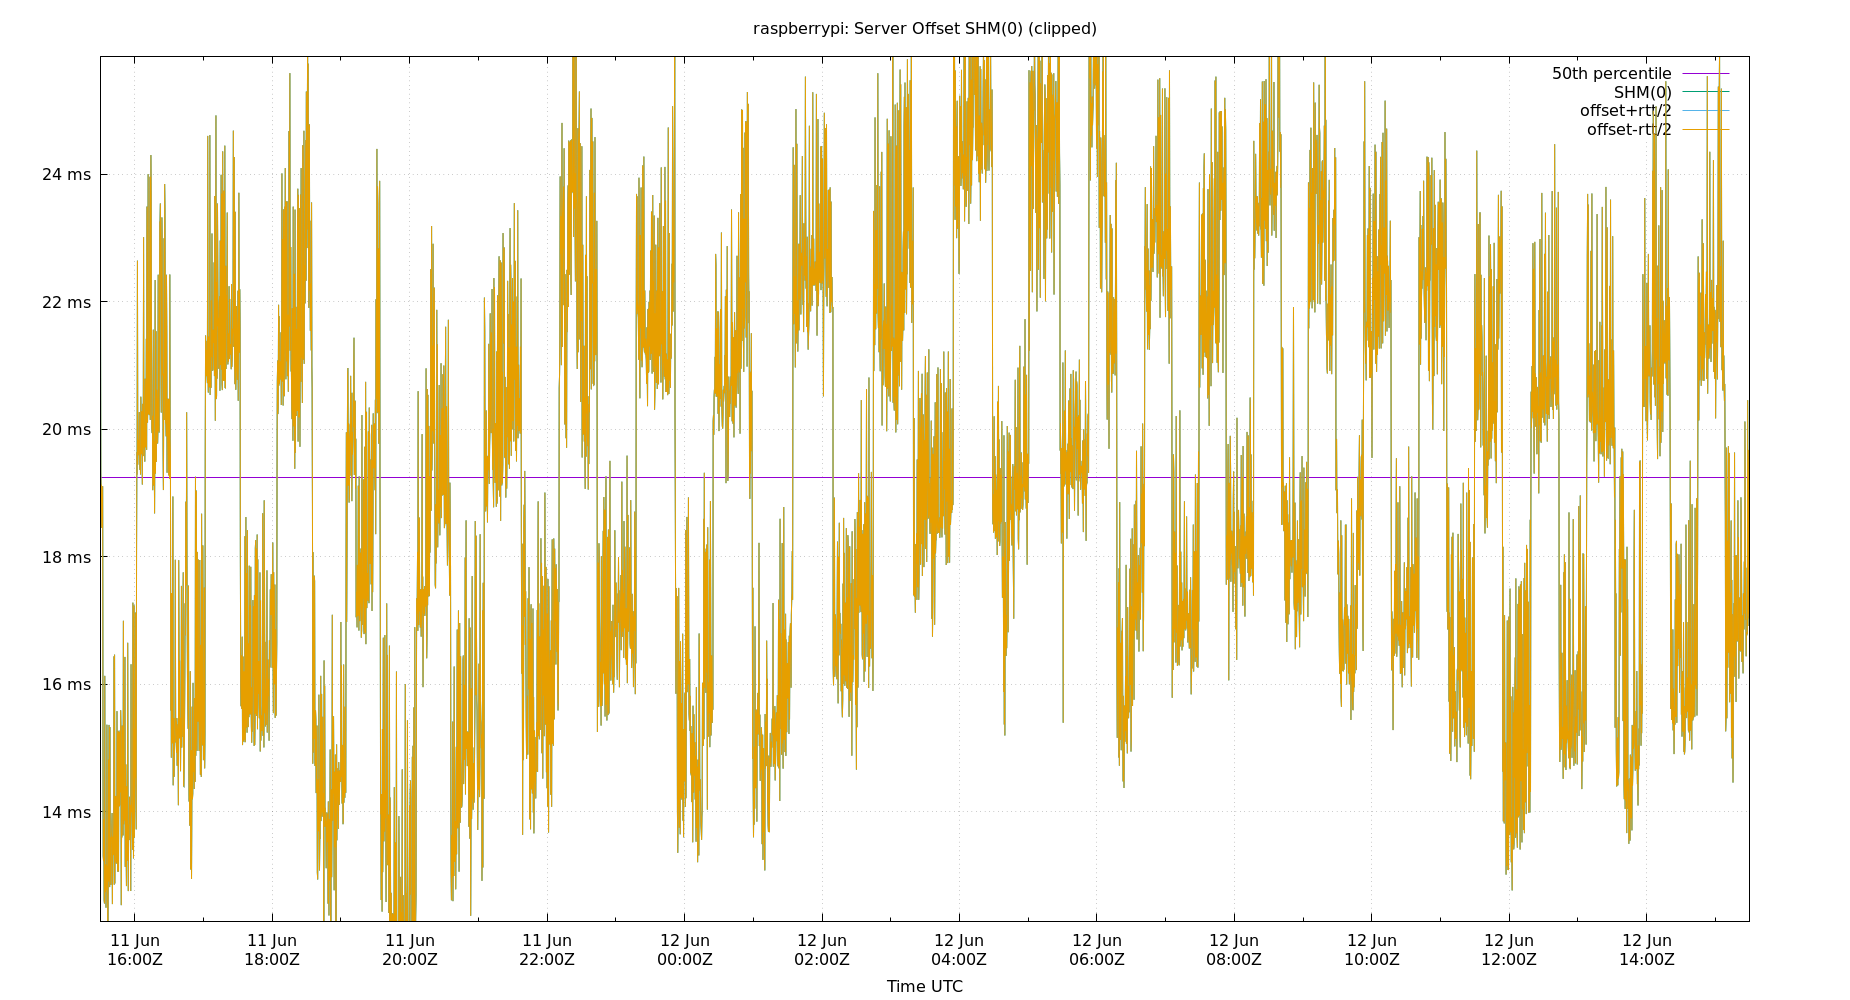 raspberrypi: Server Offset SHM(0) (clipped)
50th percentile
SHM(0)
offset+rtt/2
offset-rtt/2
24 ms
22 ms
20 ms
18 ms
16 ms
14 ms
11 Jun 11 Jun 11 Jun 11 Jun 12 Jun 12 Jun 12 Jun 12 Jun 12 Jun 12 Jun 12 Jun 12 Jun
16:00Z 18:00Z 20:00Z 22:00Z 00:00Z 02:00Z 04:00Z 06:00Z 08:00Z 10:00Z 12:00Z 14:00Z
Time UTC